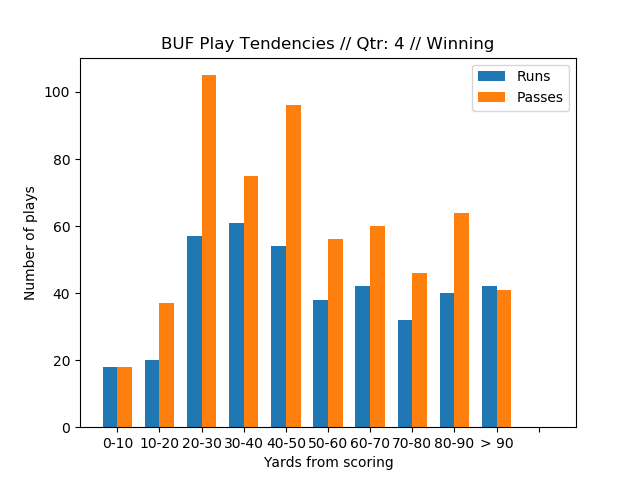 BUF Play Tendencies // Qtr: 4 // Winning
Runs
Passes
Number of plays
100
80
60
40
20
0
0-10 10-20 20-30 30-40 40-50 50-60 60-70 70-80 80-90 > 90
Yards from scoring